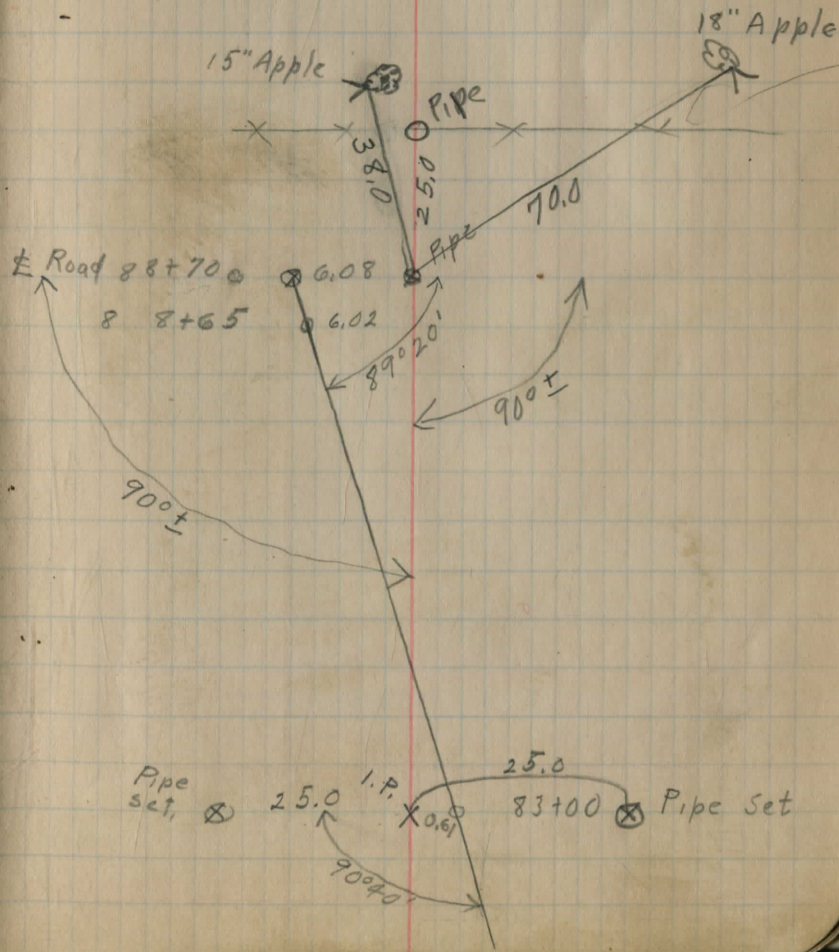 18" Apple
15" Apple
Pipe
38.0
25.0
70.0
Pipe
℄ Road 88+70 6.08
88+65 6.02
89°20'
90°±
90°±
25.0
Pipe set, 25.0 I.P. 0.61 83+00 Pipe set
90°40'